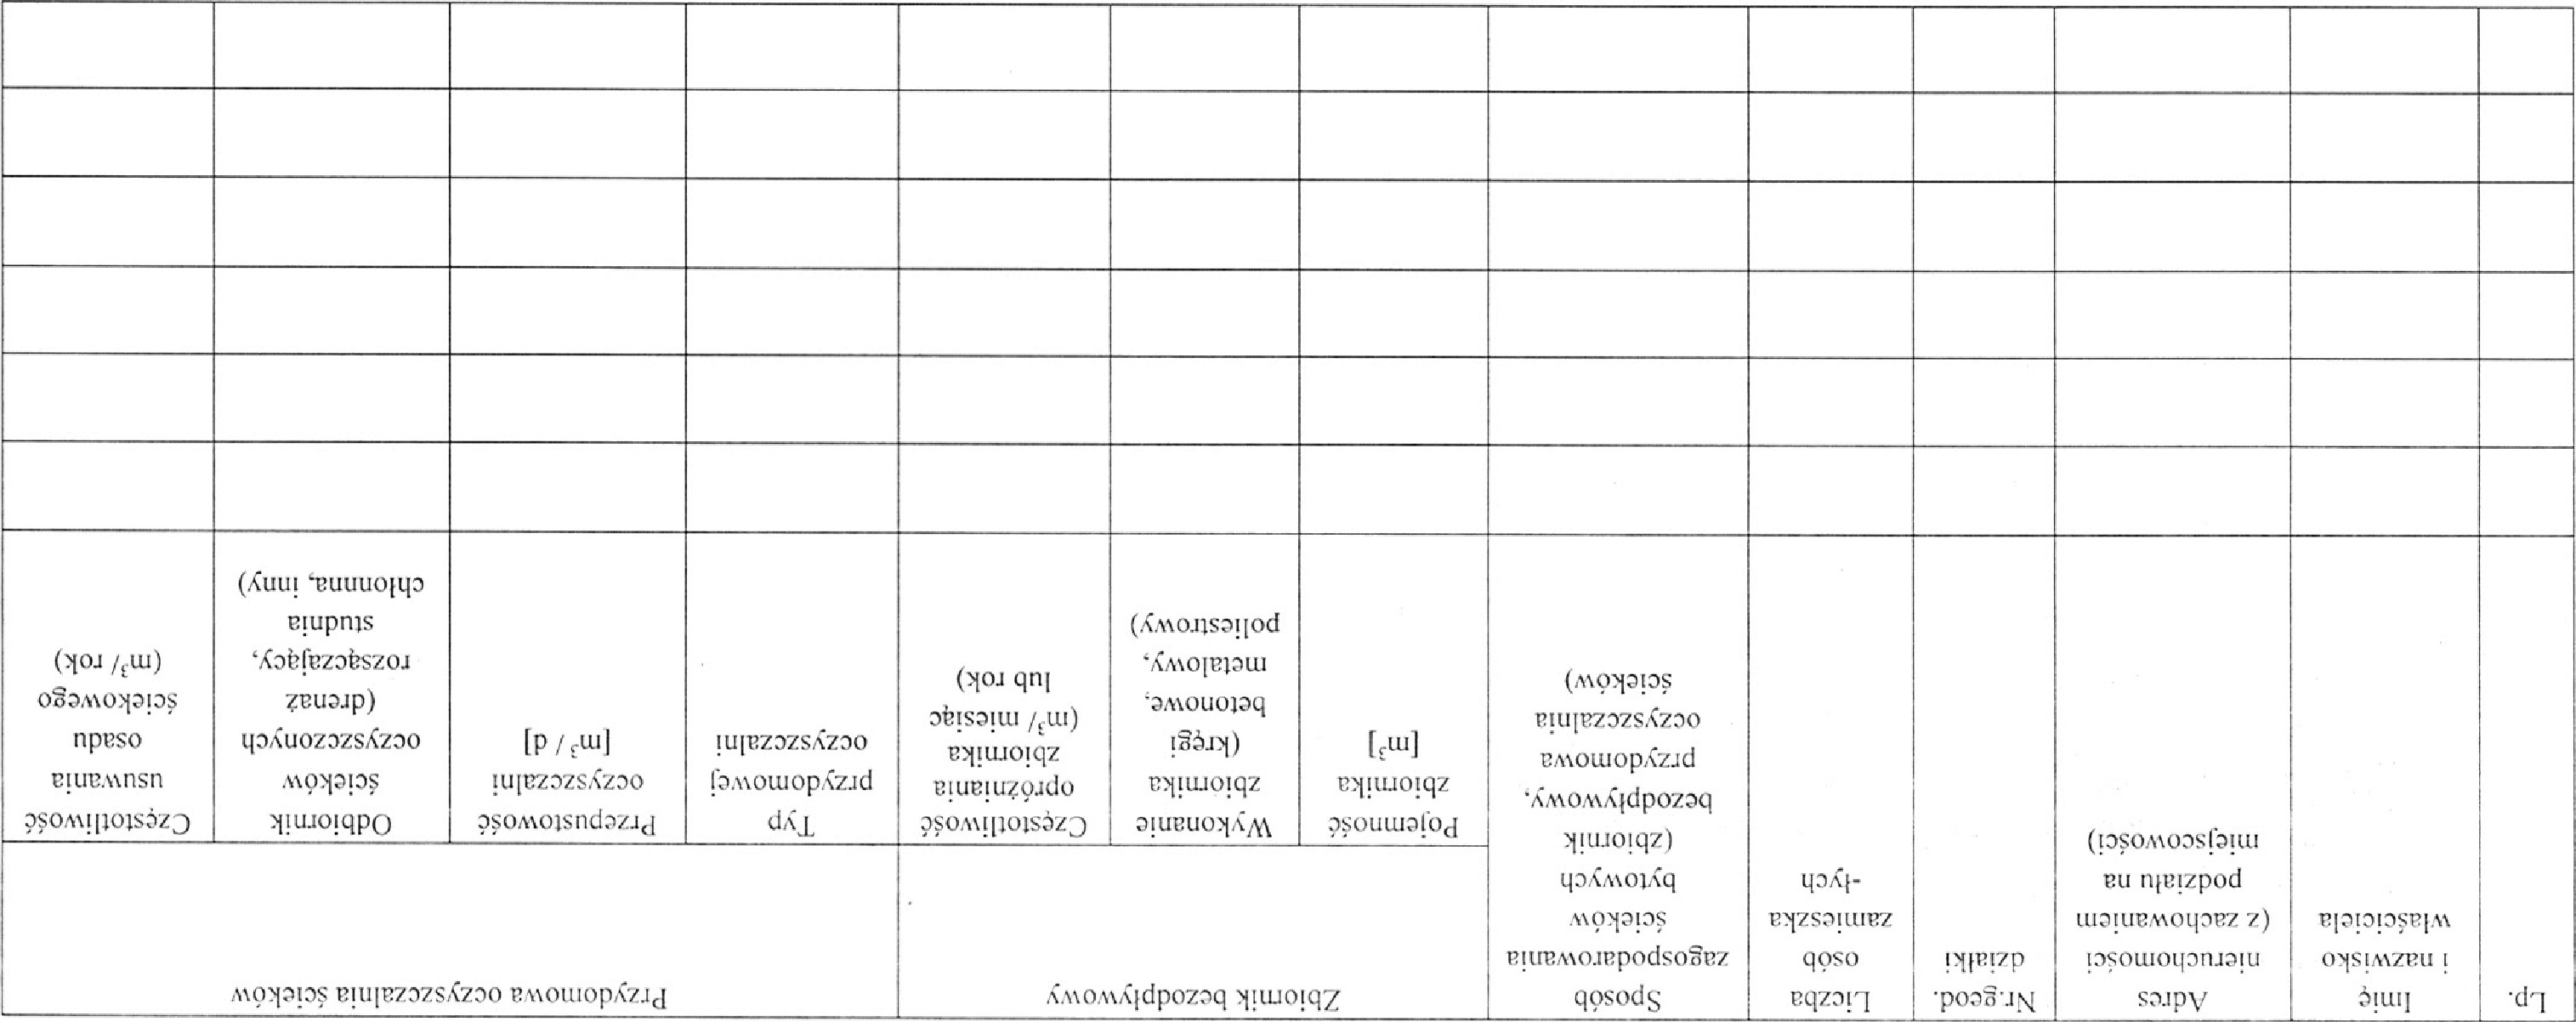 Lp.
Imię
i nazwisko
właściciela
Adres
nieruchomości
(z zachowaniem
podziału na
miejscowości)
Nr.geod.
działki
Liczba
osób
zamieszka
-łych
Sposób
zagospodarowania
ścieków
bytowych
(zbiornik
bezodpływowy,
przydomowa
oczyszczalnia
ścieków)
Zbiornik bezodpływowy
Pojemność
zbiornika
[m³]
Wykonanie
zbiornika
(kręgi
betonowe,
metalowy,
poliestrowy)
Częstotliwość
opróżniania
zbiornika
(m³/ miesiąc
lub rok)
Przydomowa oczyszczalnia ścieków
Typ
przydomowej
oczyszczalni
Przepustowość
oczyszczalni
[m³ / d]
Odbiornik
ścieków
oczyszczonych
(drenaż
rozsączający,
studnia
chłonnna, inny)
Częstotliwość
usuwania
osadu
ściekowego
(m³/ rok)